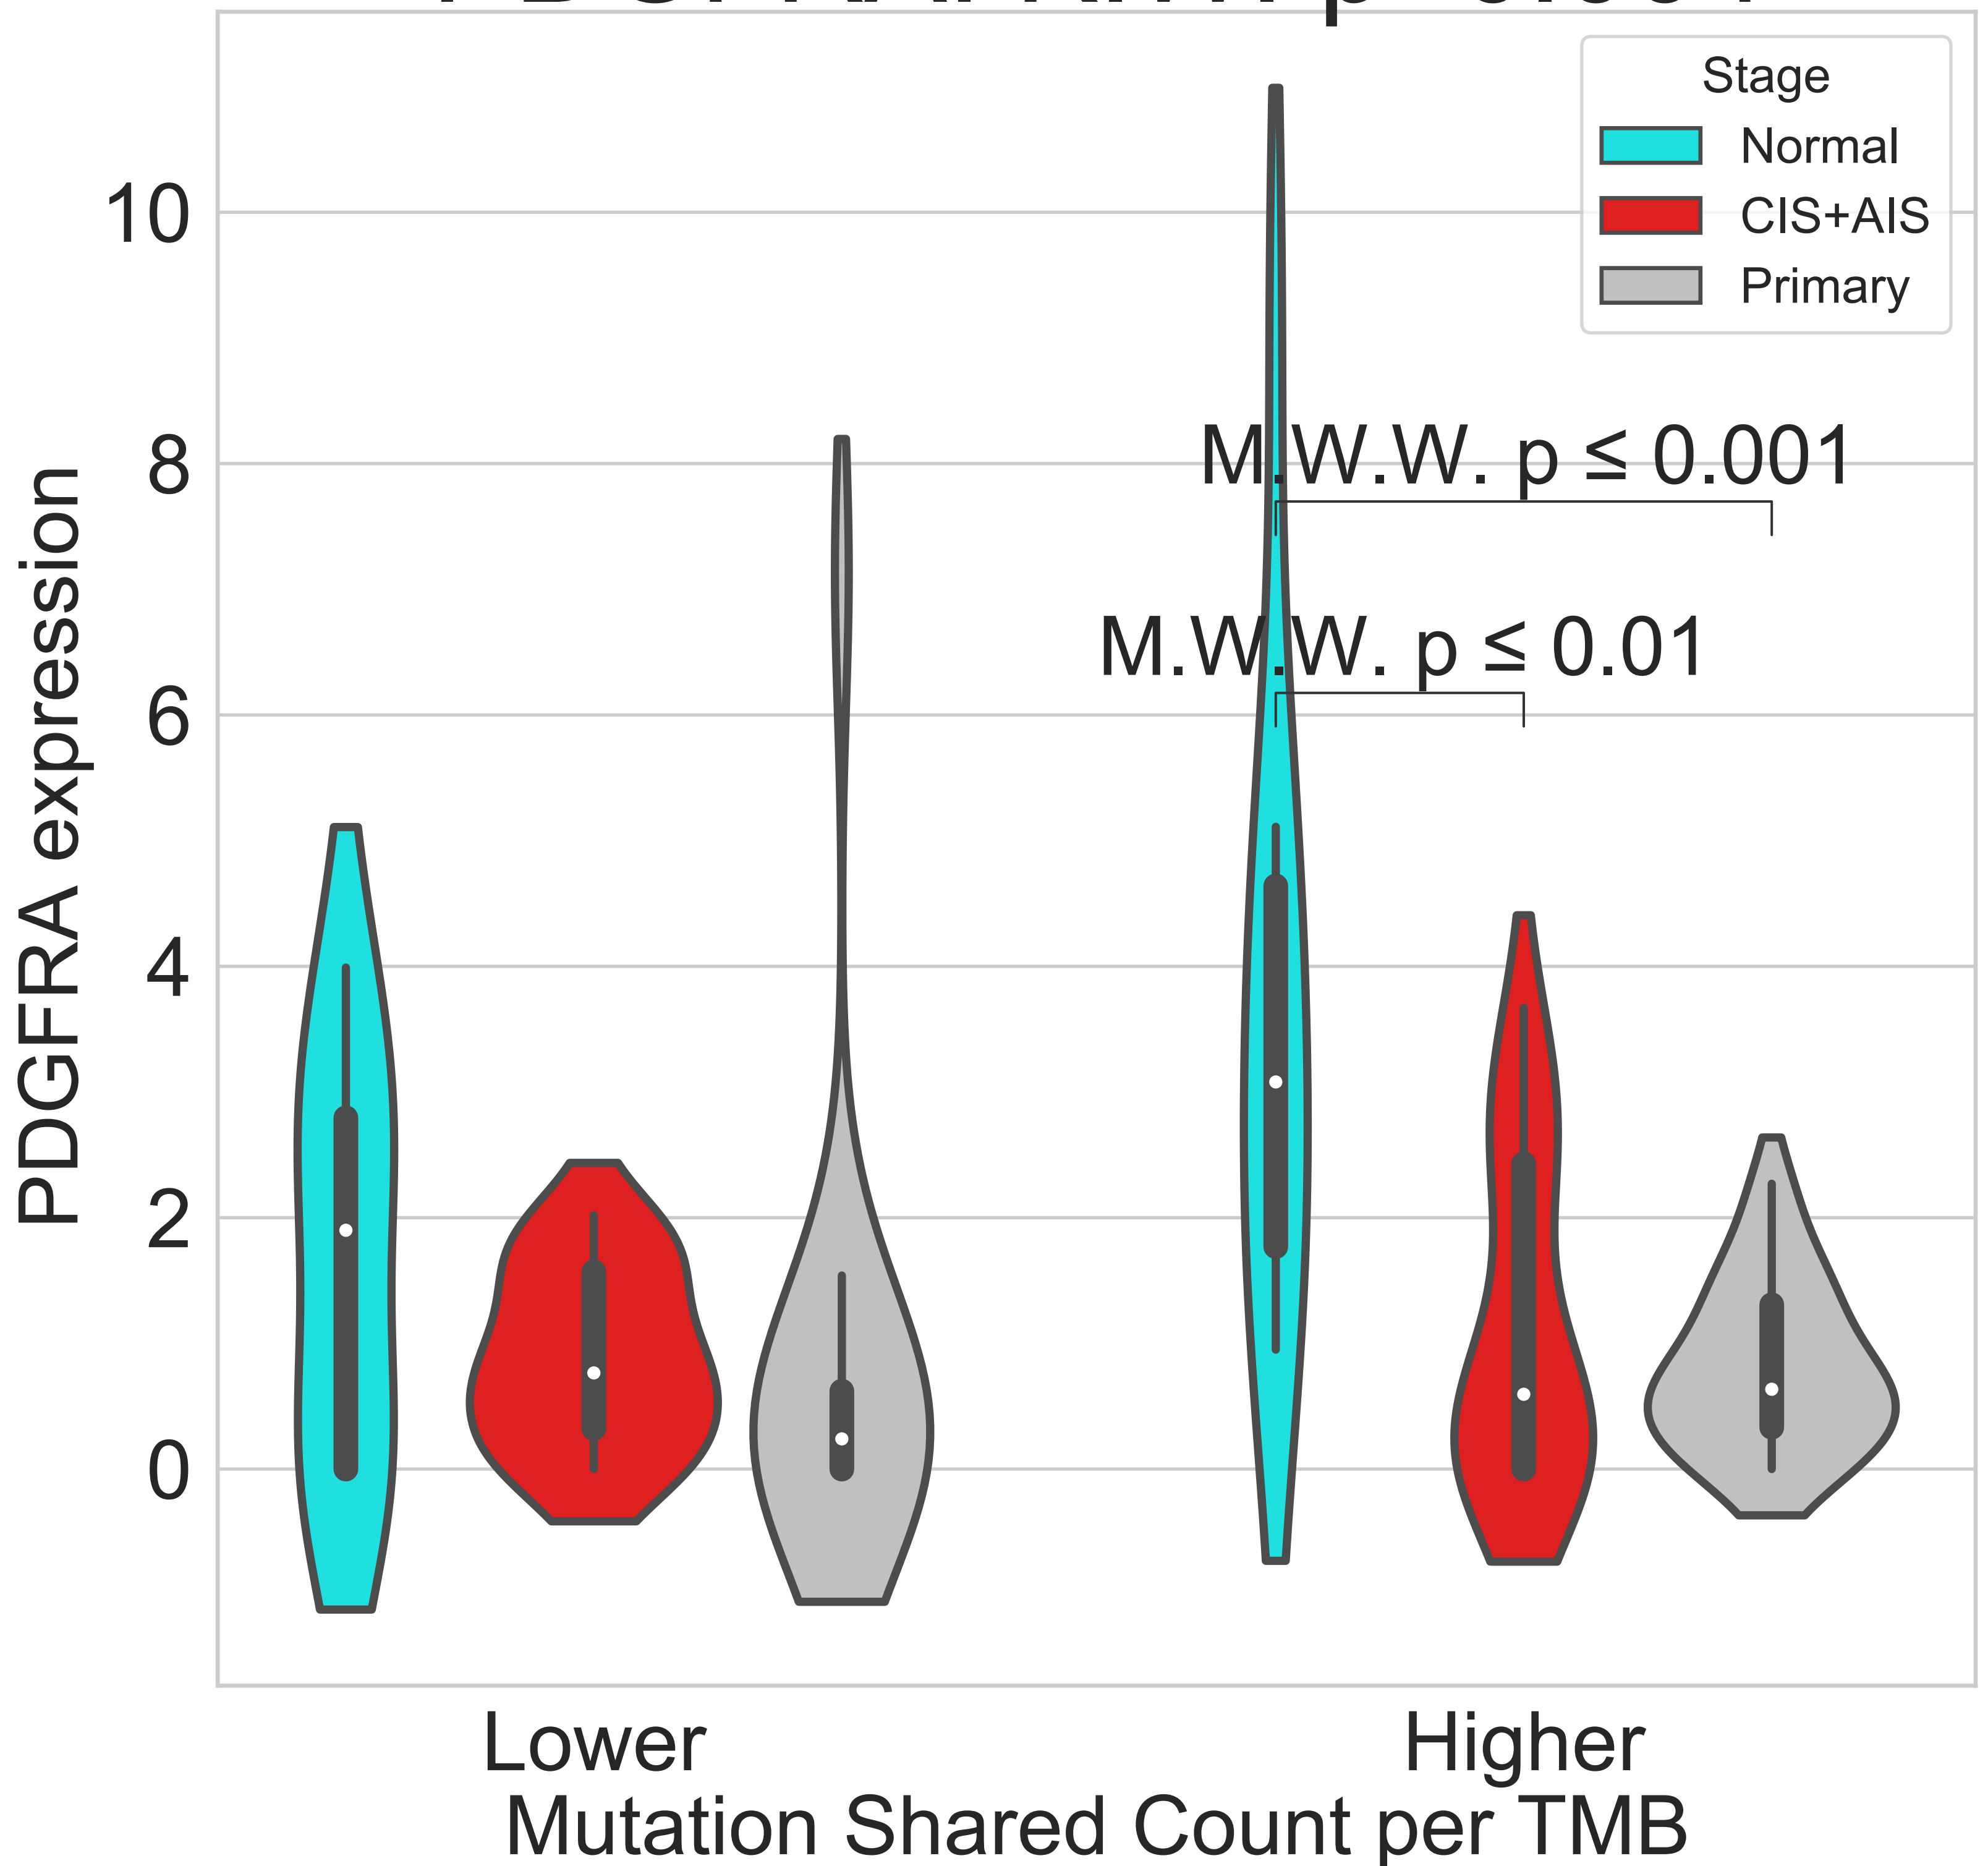 Stage
Normal
CIS+AIS
Primary
10
8
6
4
2
0
PDGFRA expression
M.W.W. p ≤ 0.001
M.W.W. p ≤ 0.01
Lower
Higher
Mutation Shared Count per TMB